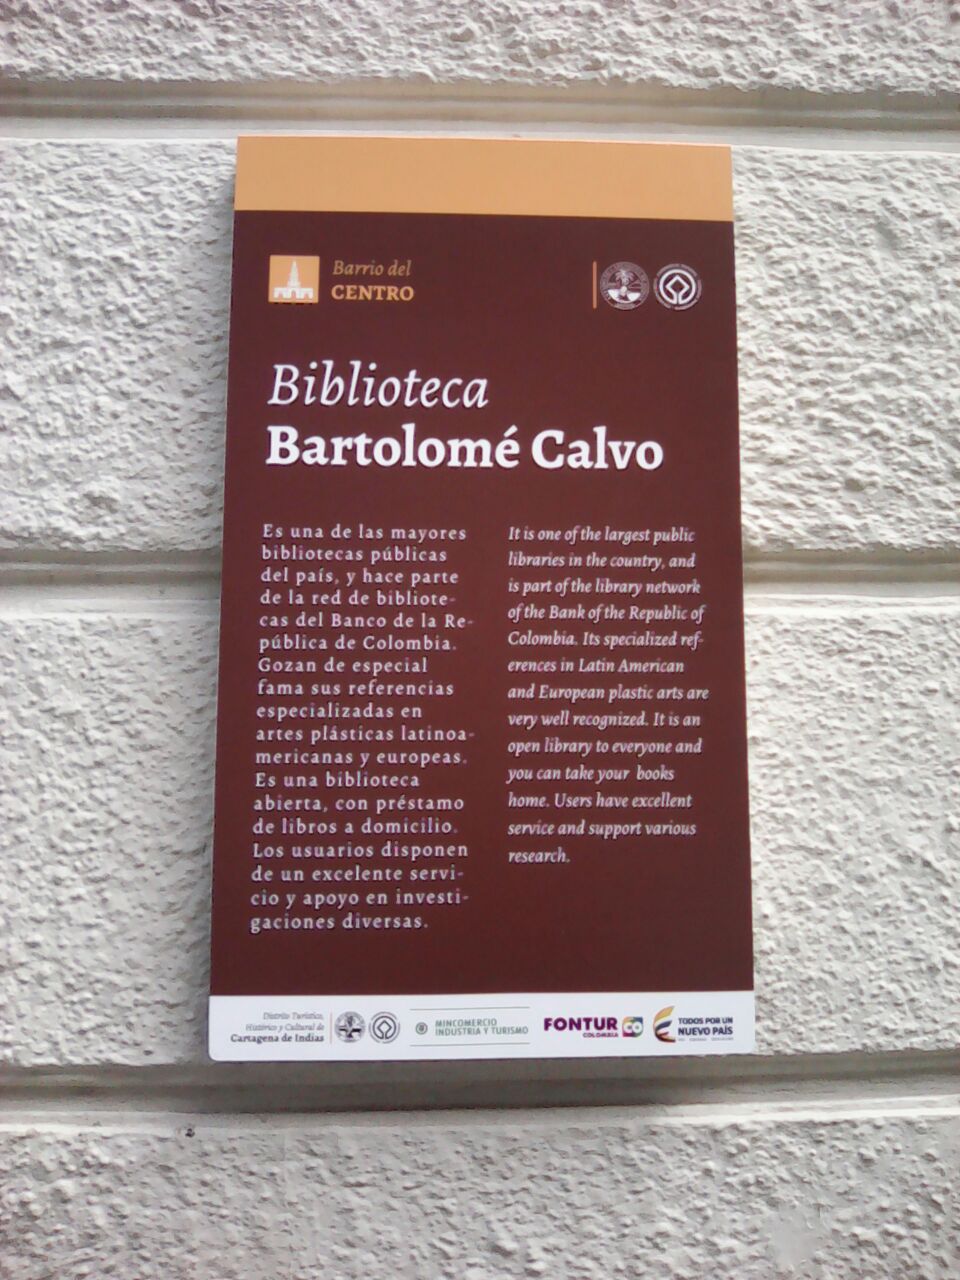 Barrio del
CENTRO
Biblioteca
Bartolomé Calvo
Es una de las mayores
bibliotecas públicas
del país, y hace parte
de la red de bibliote-
cas del Banco de la Re-
pública de Colombia.
Gozan de especial
fama sus referencias
especializadas en
artes plásticas latinoa-
mericanas y europeas.
Es una biblioteca
abierta, con préstamo
de libros a domicilio.
Los usuarios disponen
de un excelente servi-
cio y apoyo en investi-
gaciones diversas.
It is one of the largest public
libraries in the country, and
is part of the library network
of the Bank of the Republic of
Colombia. Its specialized ref-
erences in Latin American
and European plastic arts are
very well recognized. It is an
open library to everyone and
you can take your books
home. Users have excellent
service and support various
research.
Distrito Turístico,
Histórico y Cultural de
Cartagena de Indias
MINCOMERCIO
INDUSTRIA Y TURISMO
FONTUR CO
COLOMBIA
TODOS POR UN
NUEVO PAÍS